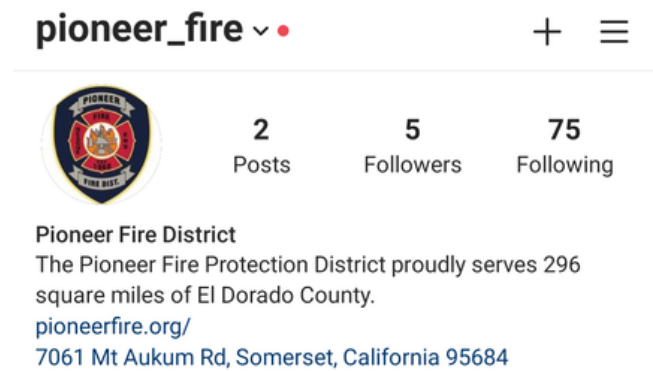 pioneer_fire
2 5 75
Posts Followers Following
PIONEER
FIRE
FIRE DIST.
Pioneer Fire District
The Pioneer Fire Protection District proudly serves 296
square miles of El Dorado County.
pioneerfire.org/
7061 Mt Aukum Rd, Somerset, California 95684